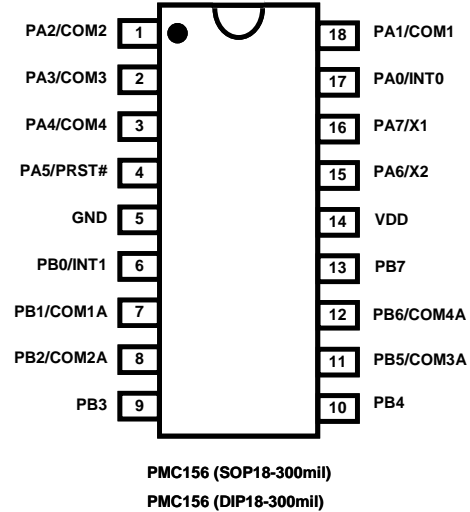 PA2/COM2 1 18 PA1/COM1
PA3/COM3 2 17 PA0/INT0
PA4/COM4 3 16 PA7/X1
PA5/PRST# 4 15 PA6/X2
GND 5 14 VDD
PB0/INT1 6 13 PB7
PB1/COM1A 7 12 PB6/COM4A
PB2/COM2A 8 11 PB5/COM3A
PB3 9 10 PB4
PMC156 (SOP18-300mil)
PMC156 (DIP18-300mil)